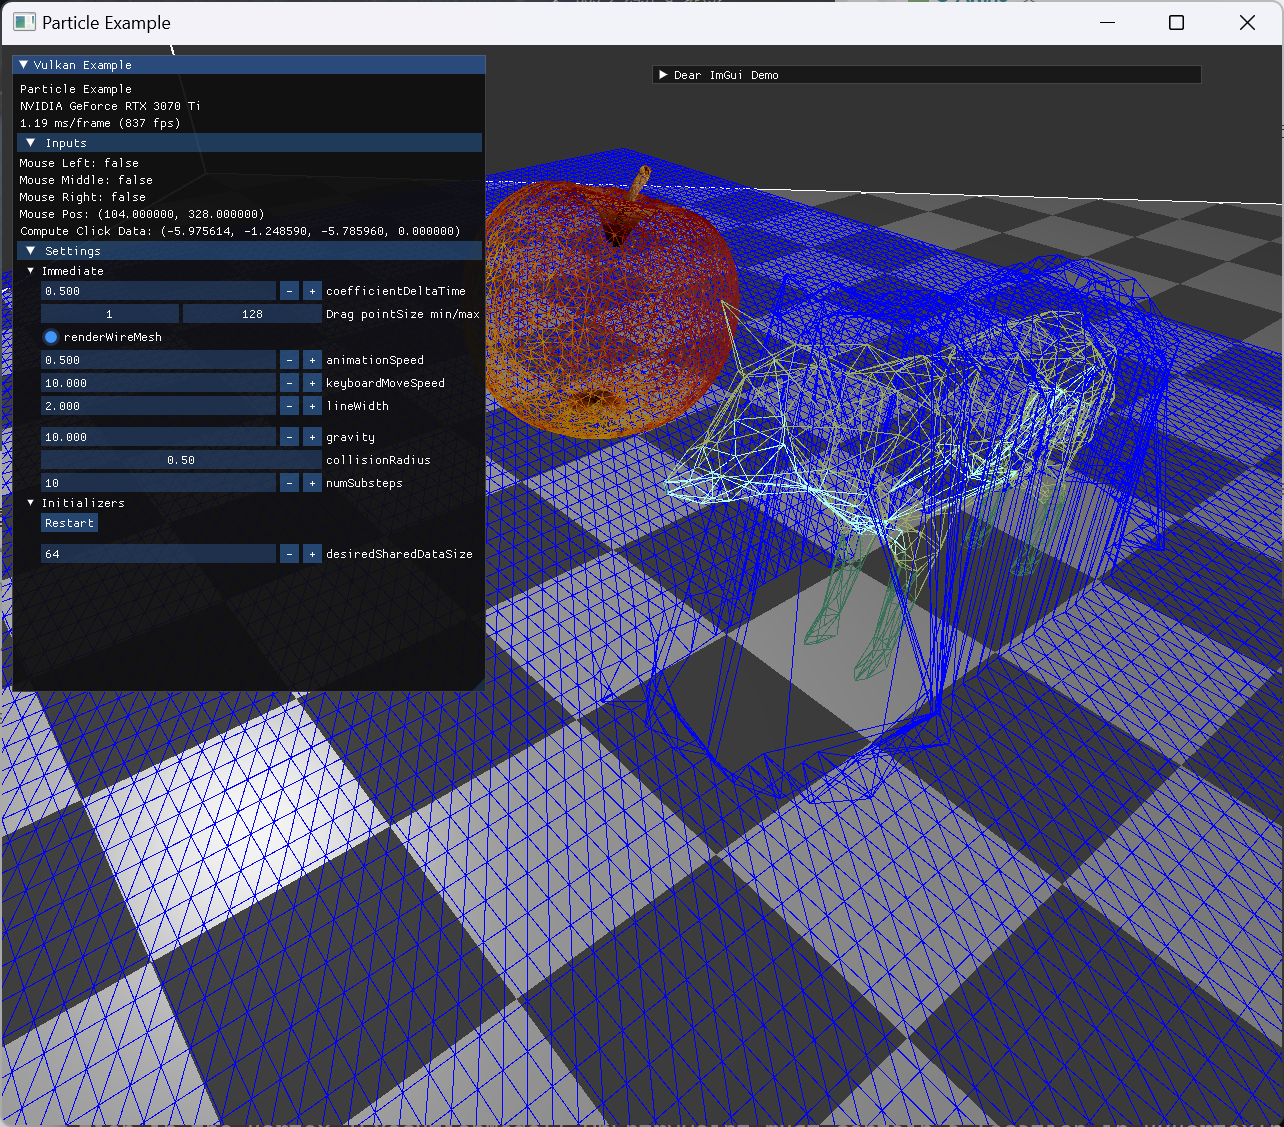 Particle Example
Vulkan Example
Dear ImGui Demo
Particle Example
NVIDIA GeForce RTX 3070 Ti
1.19 ms/frame (837 fps)
Inputs
Mouse Left: false
Mouse Middle: false
Mouse Right: false
Mouse Pos: (104.000000, 328.000000)
Compute Click Data: (-5.975614, -1.248590, -5.785960, 0.000000)
Settings
Immediate
0.500 - + coefficientDeltaTime
1 128 Drag pointSize min/max
renderWireMesh
0.500 - + animationSpeed
10.000 - + keyboardMoveSpeed
2.000 - + lineWidth
10.000 - + gravity
0.50 collisionRadius
10 - + numSubsteps
Initializers
Restart
64 - + desiredSharedDataSize